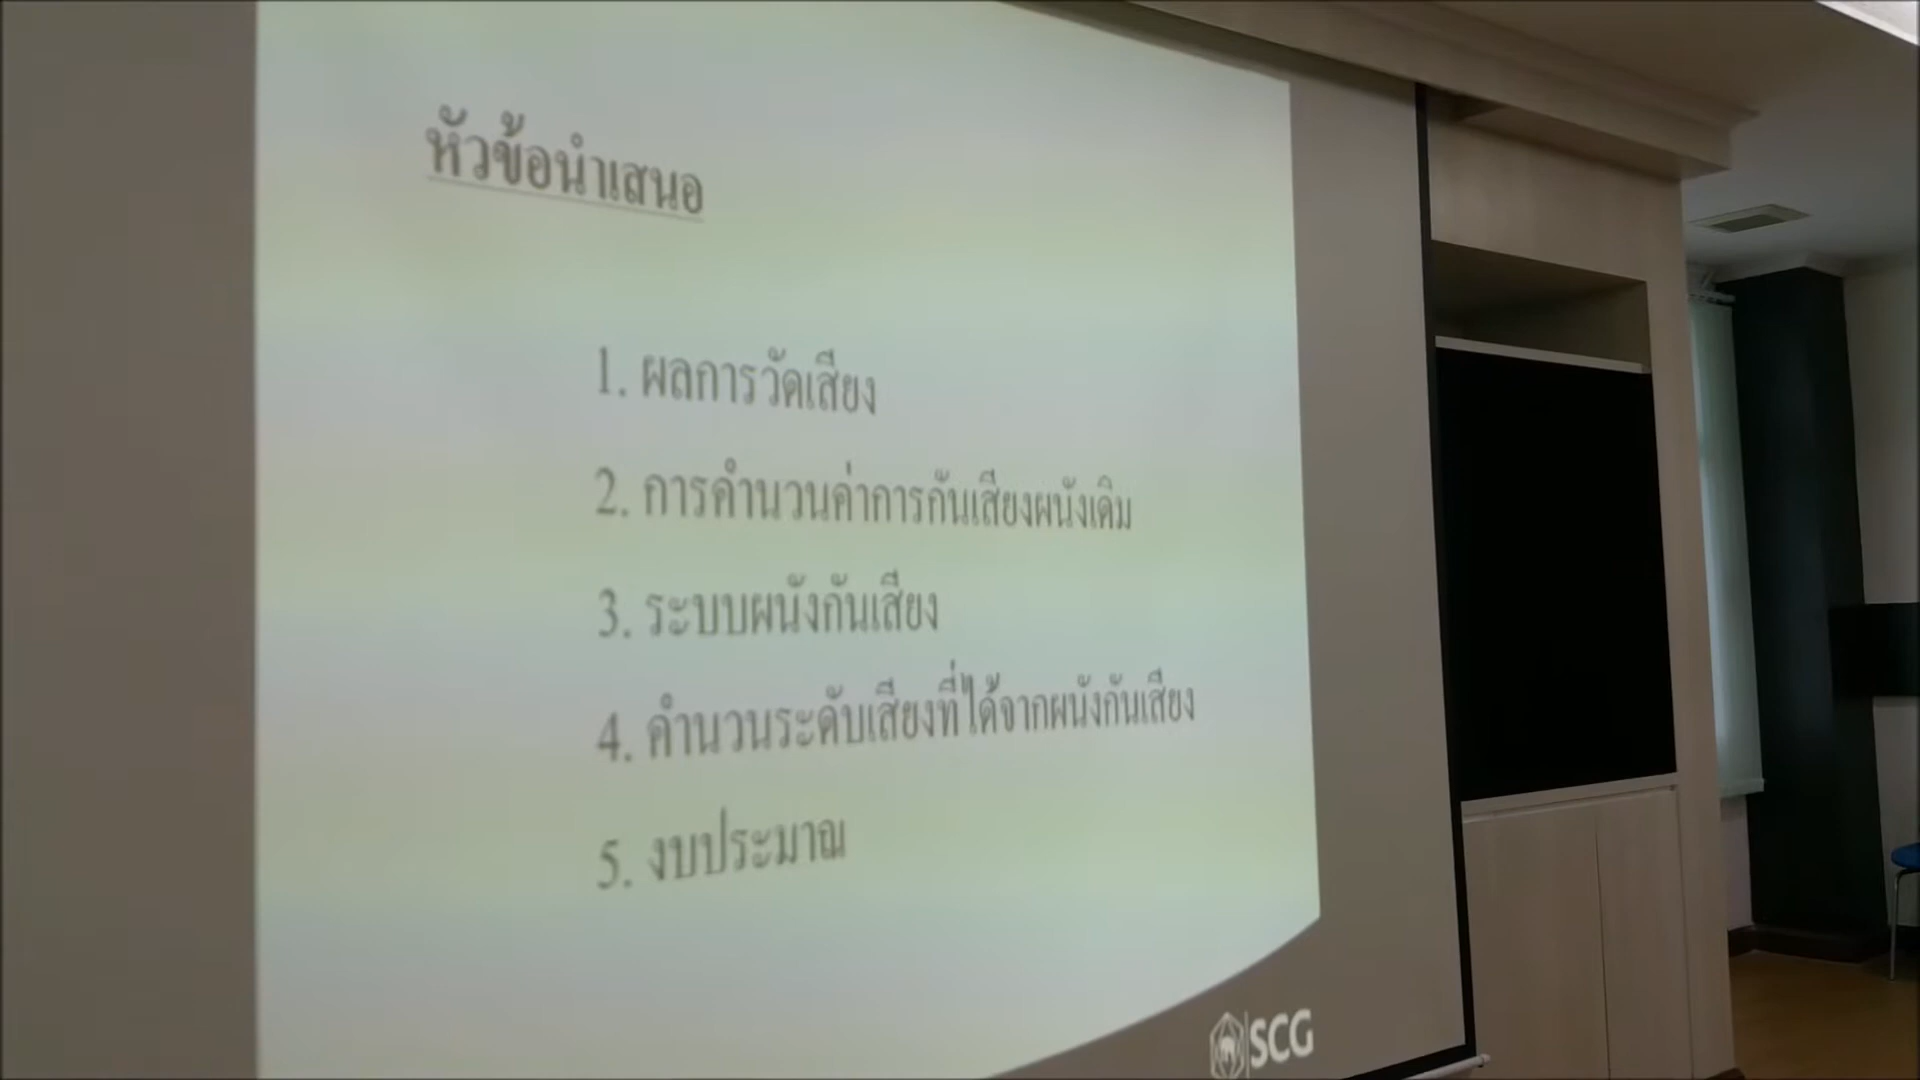 หัวข้อนำเสนอ
1. ผลการวัดเสียง
2. การคำนวนค่าการกันเสียงผนังเดิม
3. ระบบผนังกันเสียง
4. คำนวนระดับเสียงที่ได้จากผนังกันเสียง
5. งบประมาณ
SCG